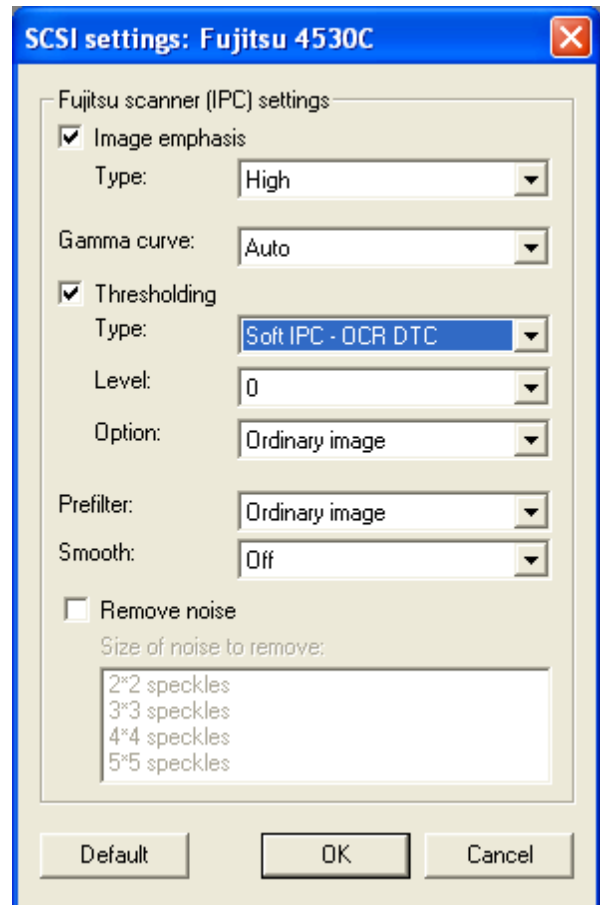 SCSI settings: Fujitsu 4530C
Fujitsu scanner (IPC) settings
Image emphasis
Type: High
Gamma curve: Auto
Thresholding
Type: Soft IPC - OCR DTC
Level: 0
Option: Ordinary image
Prefilter: Ordinary image
Smooth: Off
Remove noise
Size of noise to remove:
2*2 speckles
3*3 speckles
4*4 speckles
5*5 speckles
Default OK Cancel